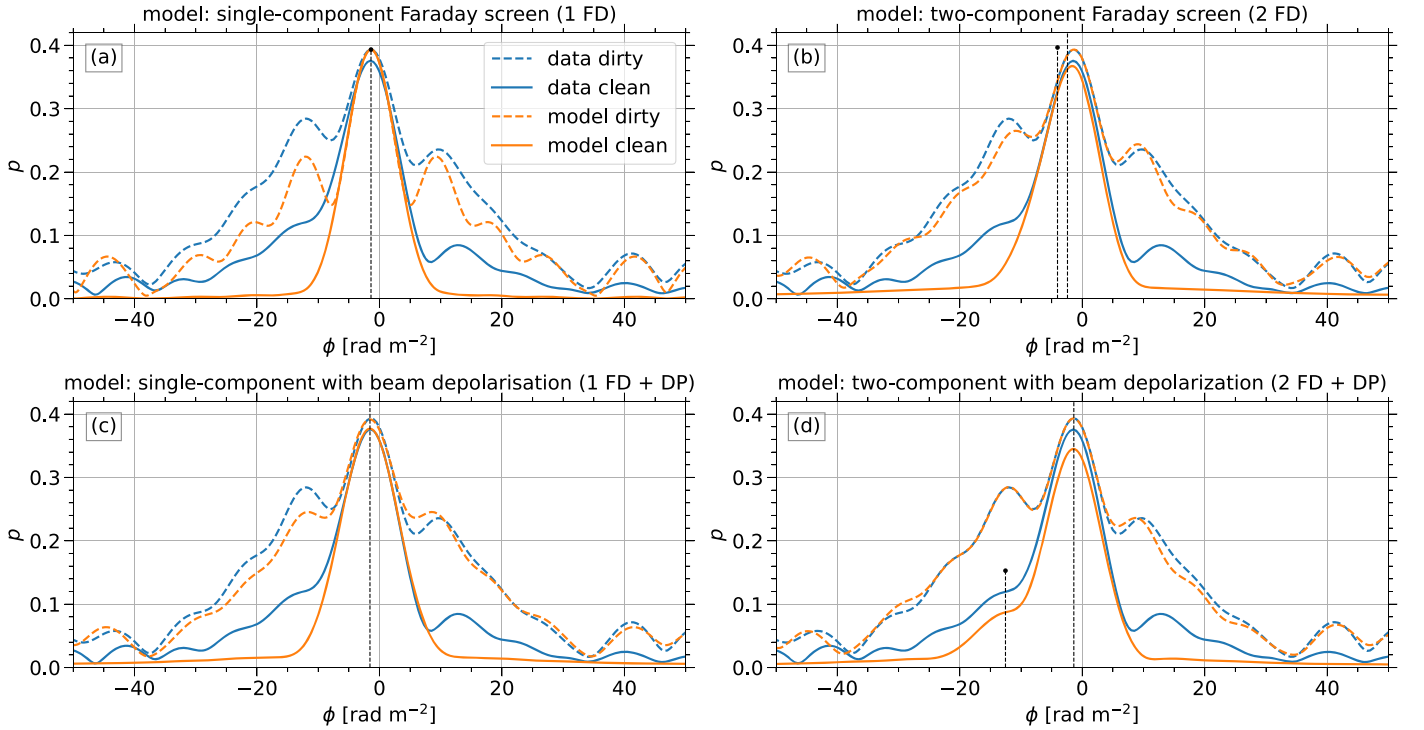 model: single-component Faraday screen (1 FD)
(a)
data dirty
data clean
model dirty
model clean
0.4
0.3
0.2
0.1
0.0
p
−40 −20 0 20 40
ϕ [rad m⁻²]
model: two-component Faraday screen (2 FD)
(b)
0.4
0.3
0.2
0.1
0.0
p
−40 −20 0 20 40
ϕ [rad m⁻²]
model: single-component with beam depolarisation (1 FD + DP)
(c)
0.4
0.3
0.2
0.1
0.0
p
−40 −20 0 20 40
ϕ [rad m⁻²]
model: two-component with beam depolarization (2 FD + DP)
(d)
0.4
0.3
0.2
0.1
0.0
p
−40 −20 0 20 40
ϕ [rad m⁻²]